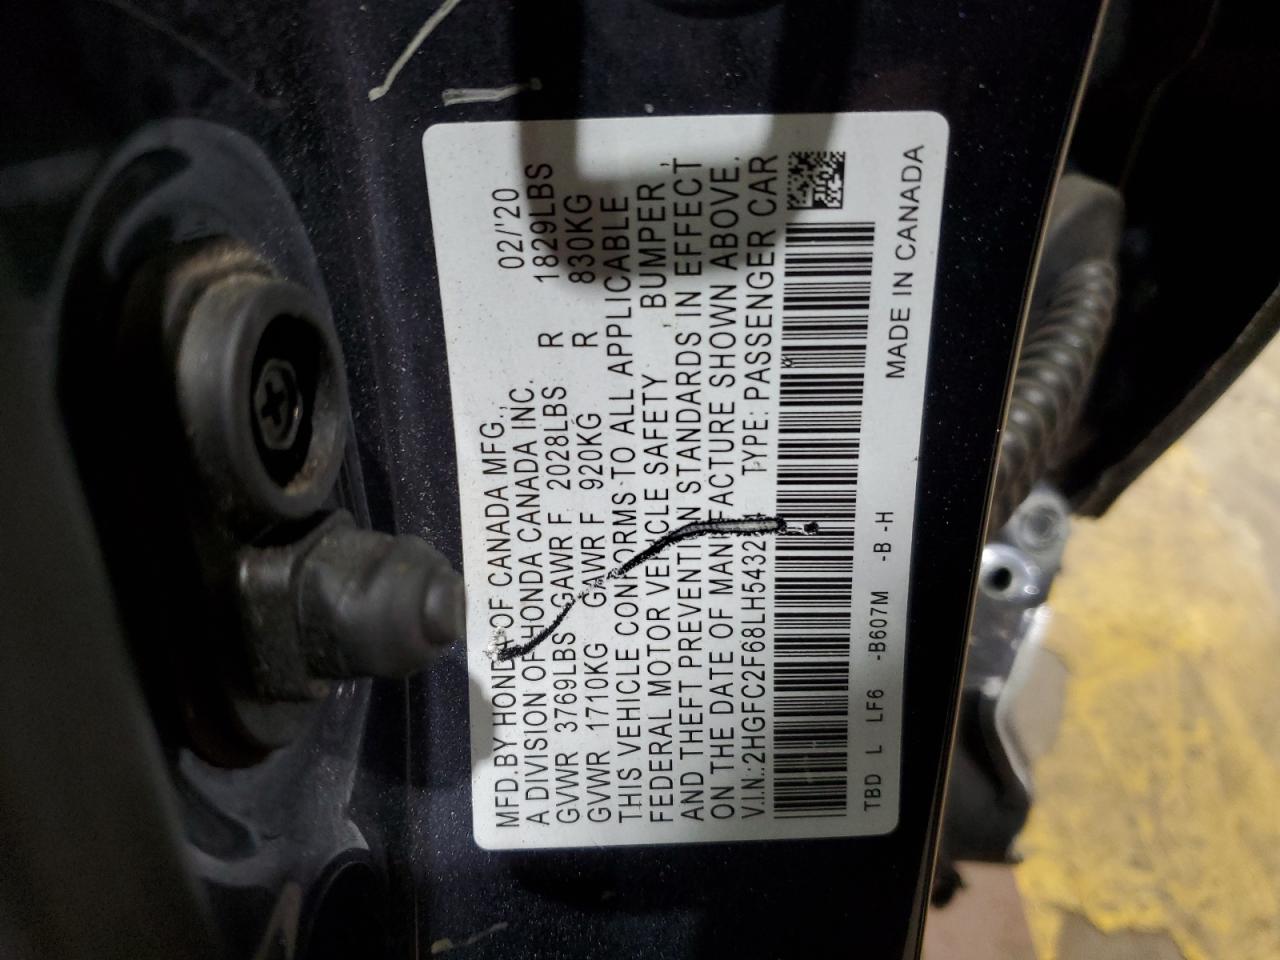 MFD.BY HONDA OF CANADA MFG., 02/'20
A DIVISION OF HONDA CANADA INC.
GVWR 3769LBS GAWR F 2028LBS R 1829LBS
GVWR 1710KG GAWR F 920KG R 830KG
THIS VEHICLE CONFORMS TO ALL APPLICABLE
FEDERAL MOTOR VEHICLE SAFETY BUMPER,
AND THEFT PREVENTION STANDARDS IN EFFECT
ON THE DATE OF MANUFACTURE SHOWN ABOVE.
V.I.N.: TYPE: PASSENGER CAR
TBD L LF6 -B607M -B -H MADE IN CANADA